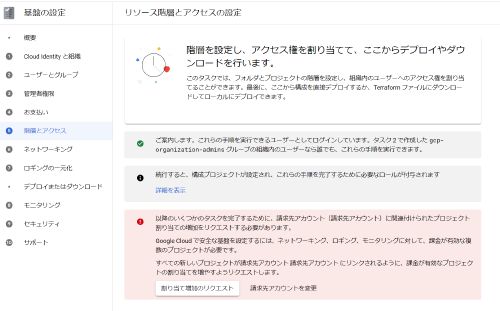 基盤の設定
リソース階層とアクセスの設定
概要
1 Cloud Identity と組織
2 ユーザーとグループ
3 管理者権限
4 お支払い
5 階層とアクセス
6 ネットワーキング
7 ロギングの一元化
デプロイまたはダウンロード
8 モニタリング
9 セキュリティ
10 サポート
階層を設定し、アクセス権を割り当てて、ここからデプロイやダウ
ンロードを行います。
このタスクでは、フォルダとプロジェクトの階層を設定し、組織内のユーザーへのアクセス権を割り当
てることができます。最後に、ここから構成を直接デプロイするか、Terraform ファイルにダウンロー
ドしてローカルにデプロイできます。
ご案内します。これらの手順を実行できるユーザーとしてログインしています。タスク 2 で作成した gcp-
organization-admins グループの組織内のユーザーなら誰でも、これらの手順を実行できます。
続行すると、構成プロジェクトが設定され、これらの手順を完了するために必要なロールが付与されます
詳細を表示
以降のいくつかのタスクを完了するために、請求先アカウント「請求先アカウント」に関連付けられたプロジェクト
割り当ての増加をリクエストする必要があります。
Google Cloud で安全な基盤を設定するには、ネットワーキング、ロギング、モニタリングに対して、課金が有効な複
数のプロジェクトが必要です。
すべての新しいプロジェクトが請求先アカウント 請求先アカウント にリンクされるように、課金が有効なプロジェク
トの割り当てを増やすようリクエストします。
割り当て増加のリクエスト 請求先アカウントを変更